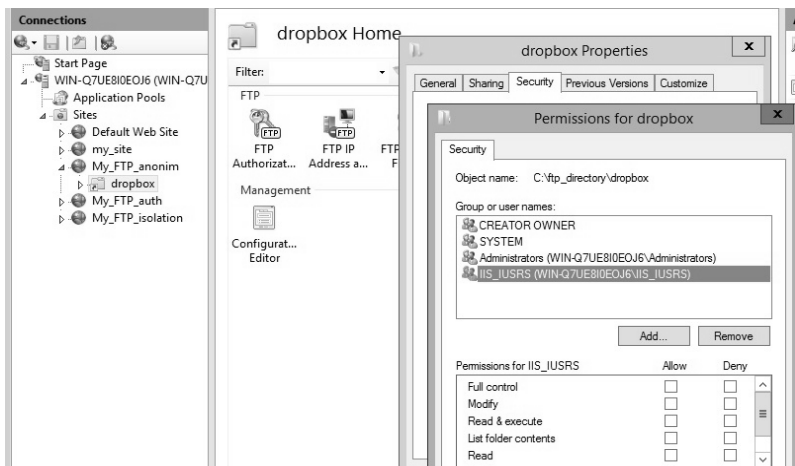 Connections
Start Page
WIN-Q7UE8I0EOJ6 (WIN-Q7U
Application Pools
Sites
Default Web Site
my_site
My_FTP_anonim
dropbox
My_FTP_auth
My_FTP_isolation
dropbox Home
Filter:
FTP
FTP
Authorizat...
FTP IP
Address a...
FTP
F
Management
Configurat...
Editor
dropbox Properties
General Sharing Security Previous Versions Customize
Permissions for dropbox
Security
Object name: C:\ftp_directory\dropbox
Group or user names:
CREATOR OWNER
SYSTEM
Administrators (WIN-Q7UE8I0EOJ6\Administrators)
IIS_IUSRS (WIN-Q7UE8I0EOJ6\IIS_IUSRS)
Add... Remove
Permissions for IIS_IUSRS Allow Deny
Full control
Modify
Read & execute
List folder contents
Read